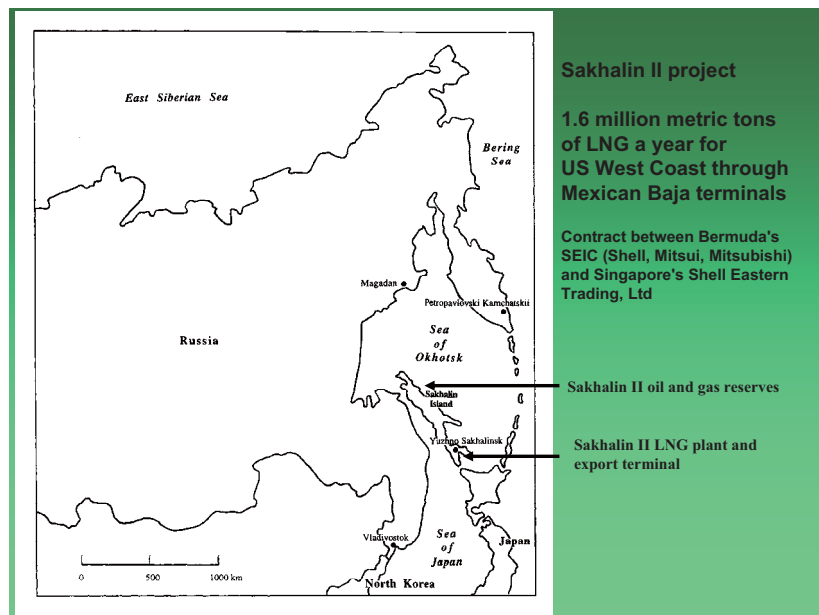 East Siberian Sea
Bering
Sea
Magadan
Petropavlovski Kamchatskii
Russia
Sea
of
Okhotsk
Sakhalin
Island
Yuzhno Sakhalinsk
Vladivostok
Sea
of
Japan
Japan
North Korea
0 500 1000 km
Sakhalin II project
1.6 million metric tons
of LNG a year for
US West Coast through
Mexican Baja terminals
Contract between Bermuda's
SEIC (Shell, Mitsui, Mitsubishi)
and Singapore's Shell Eastern
Trading, Ltd
Sakhalin II oil and gas reserves
Sakhalin II LNG plant and
export terminal